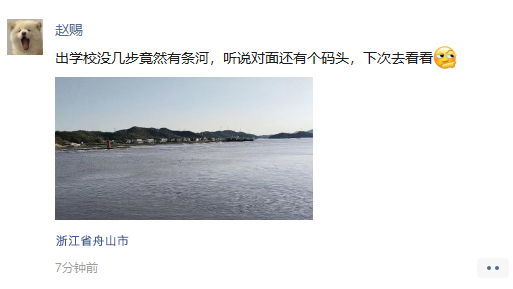 赵赐
出学校没几步竟然有条河，听说对面还有个码头，下次去看看
浙江省舟山市
7分钟前